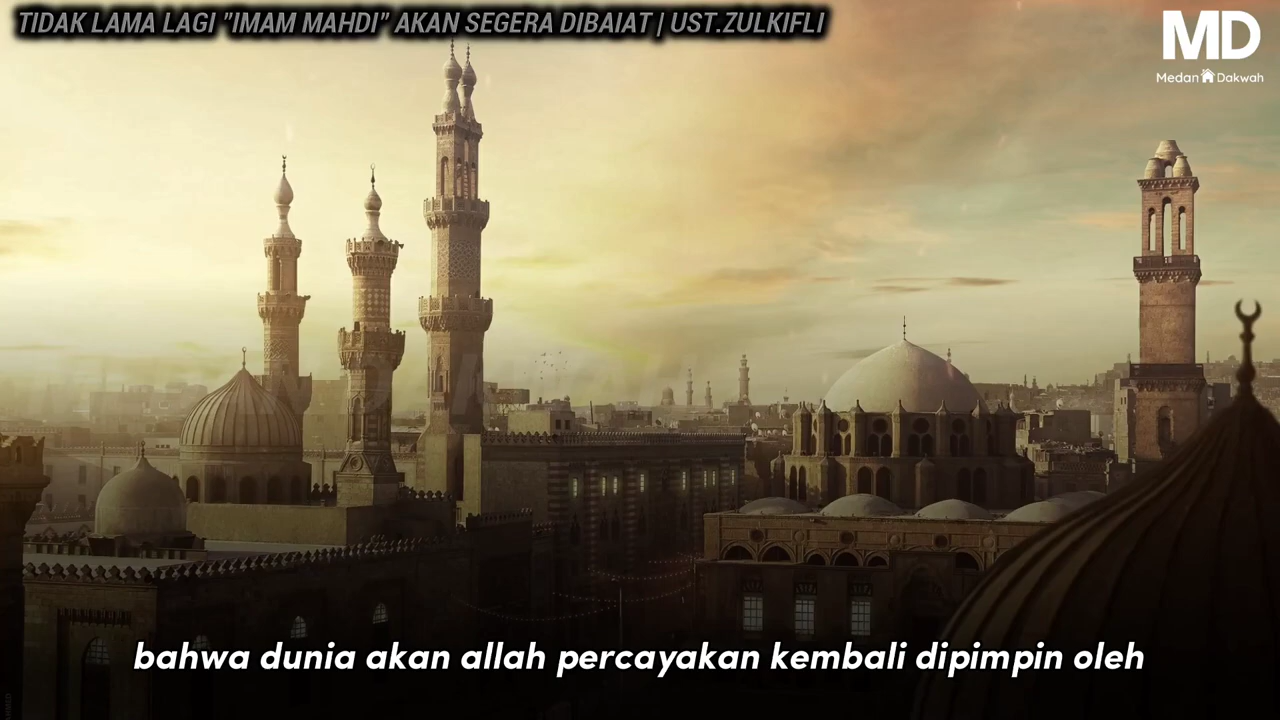 TIDAK LAMA LAGI "IMAM MAHDI" AKAN SEGERA DIBAIAT | UST.ZULKIFLI
MD
Medan Dakwah
bahwa dunia akan allah percayakan kembali dipimpin oleh